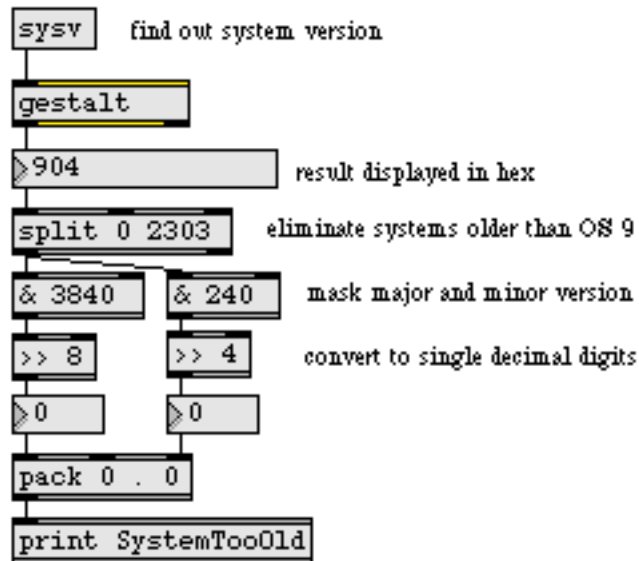 sysv find out system version
gestalt
904 result displayed in hex
split 0 2303 eliminate systems older than OS 9
& 3840 & 240 mask major and minor version
>> 8 >> 4 convert to single decimal digits
0 0
pack 0 . 0
print SystemTooOld